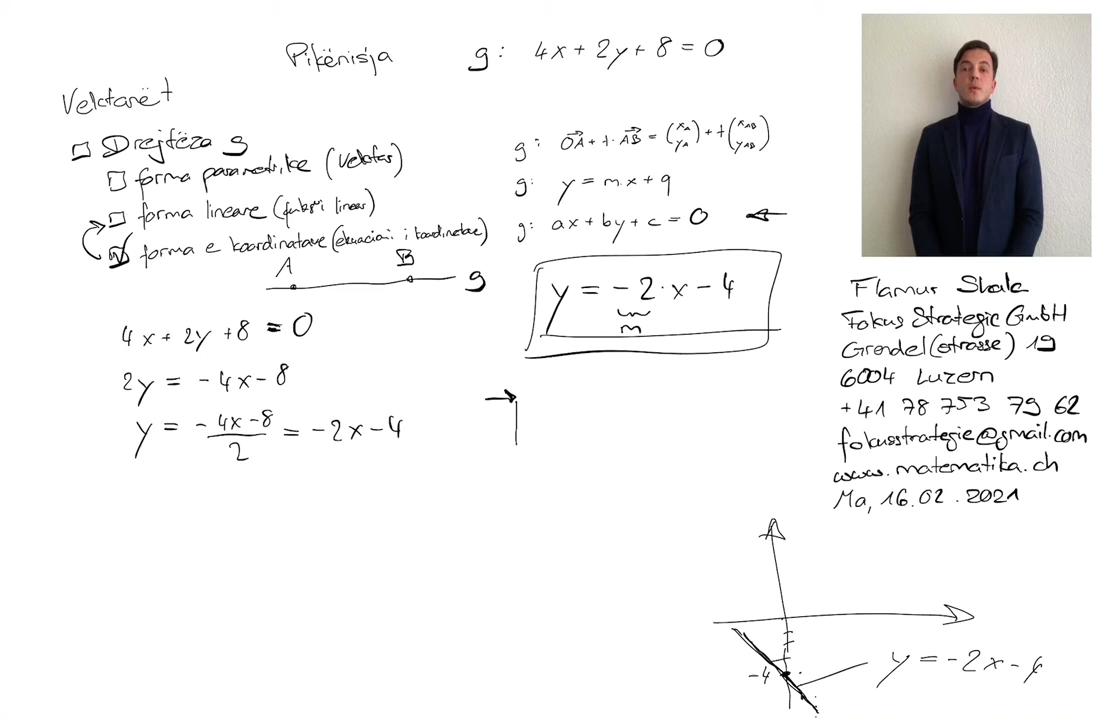 Pikënisja g: 4x + 2y + 8 = 0
Vektorët
Drejtëza g
forma parametrike (vektor)
forma lineare (funksi linear)
forma e koordinatave (ekuacioni i koordinatave)
g: OA + t · AB = (xA yA) + t (xAB yAB)
g: y = m·x + q
g: ax + by + c = 0
A B g
y = -2·x - 4
m
4x + 2y + 8 = 0
2y = -4x - 8
y = -4x - 8 / 2 = -2x - 4
Flamur Shala
Fokus Strategie GmbH
Grendel(strasse) 19
6004 Luzern
+41 78 753 79 62
fokusstrategie@gmail.com
www.matematika.ch
Ma, 16.02.2021
-4
y = -2x - 4